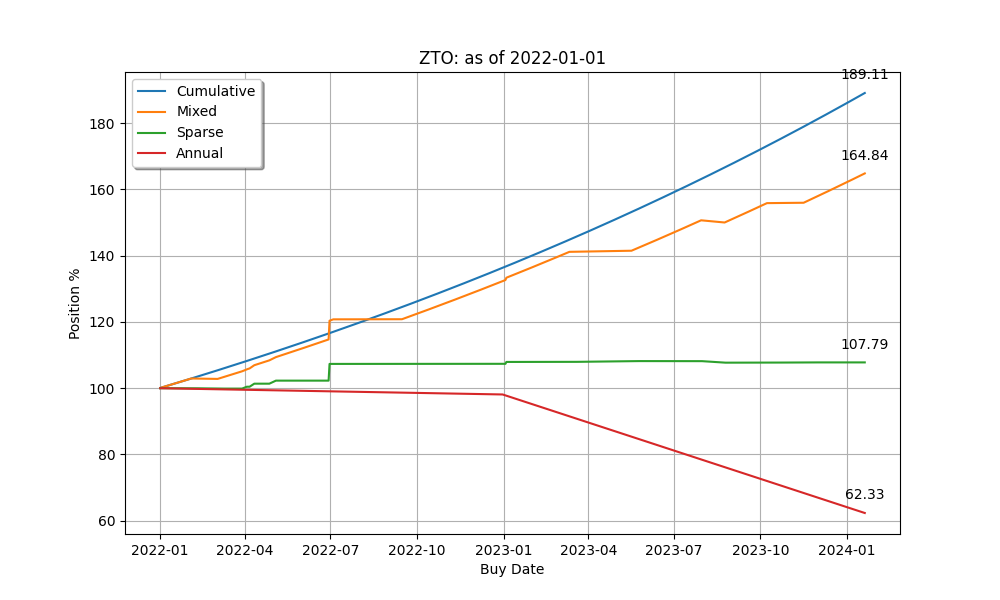 ZTO: as of 2022-01-01
Cumulative
Mixed
Sparse
Annual
189.11
164.84
107.79
62.33
Position %
180
160
140
120
100
80
60
2022-01 2022-04 2022-07 2022-10 2023-01 2023-04 2023-07 2023-10 2024-01
Buy Date